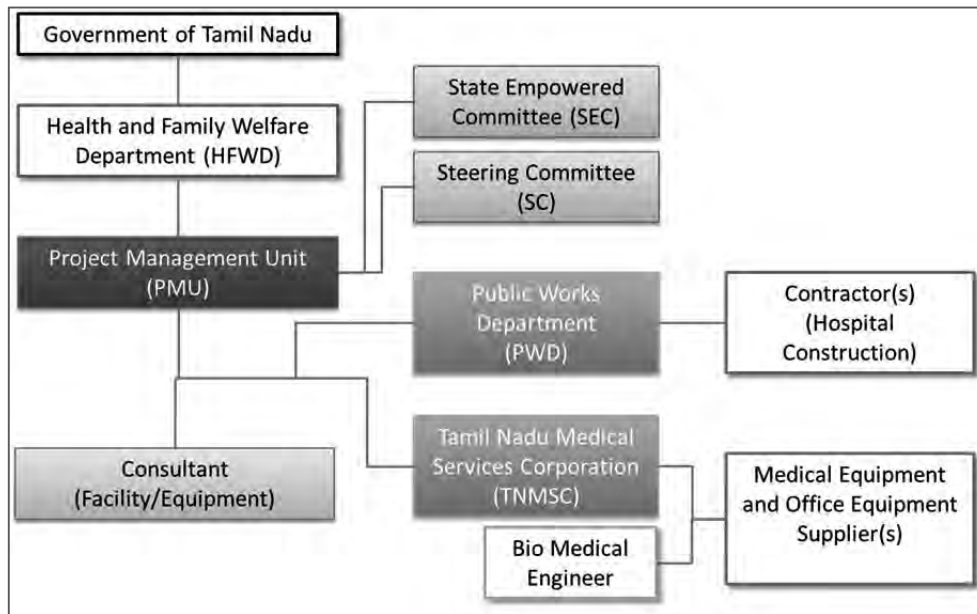 Government of Tamil Nadu
Health and Family Welfare
Department (HFWD)
State Empowered
Committee (SEC)
Steering Committee
(SC)
Project Management Unit
(PMU)
Public Works
Department
(PWD)
Contractor(s)
(Hospital
Construction)
Consultant
(Facility/Equipment)
Tamil Nadu Medical
Services Corporation
(TNMSC)
Medical Equipment
and Office Equipment
Supplier(s)
Bio Medical
Engineer